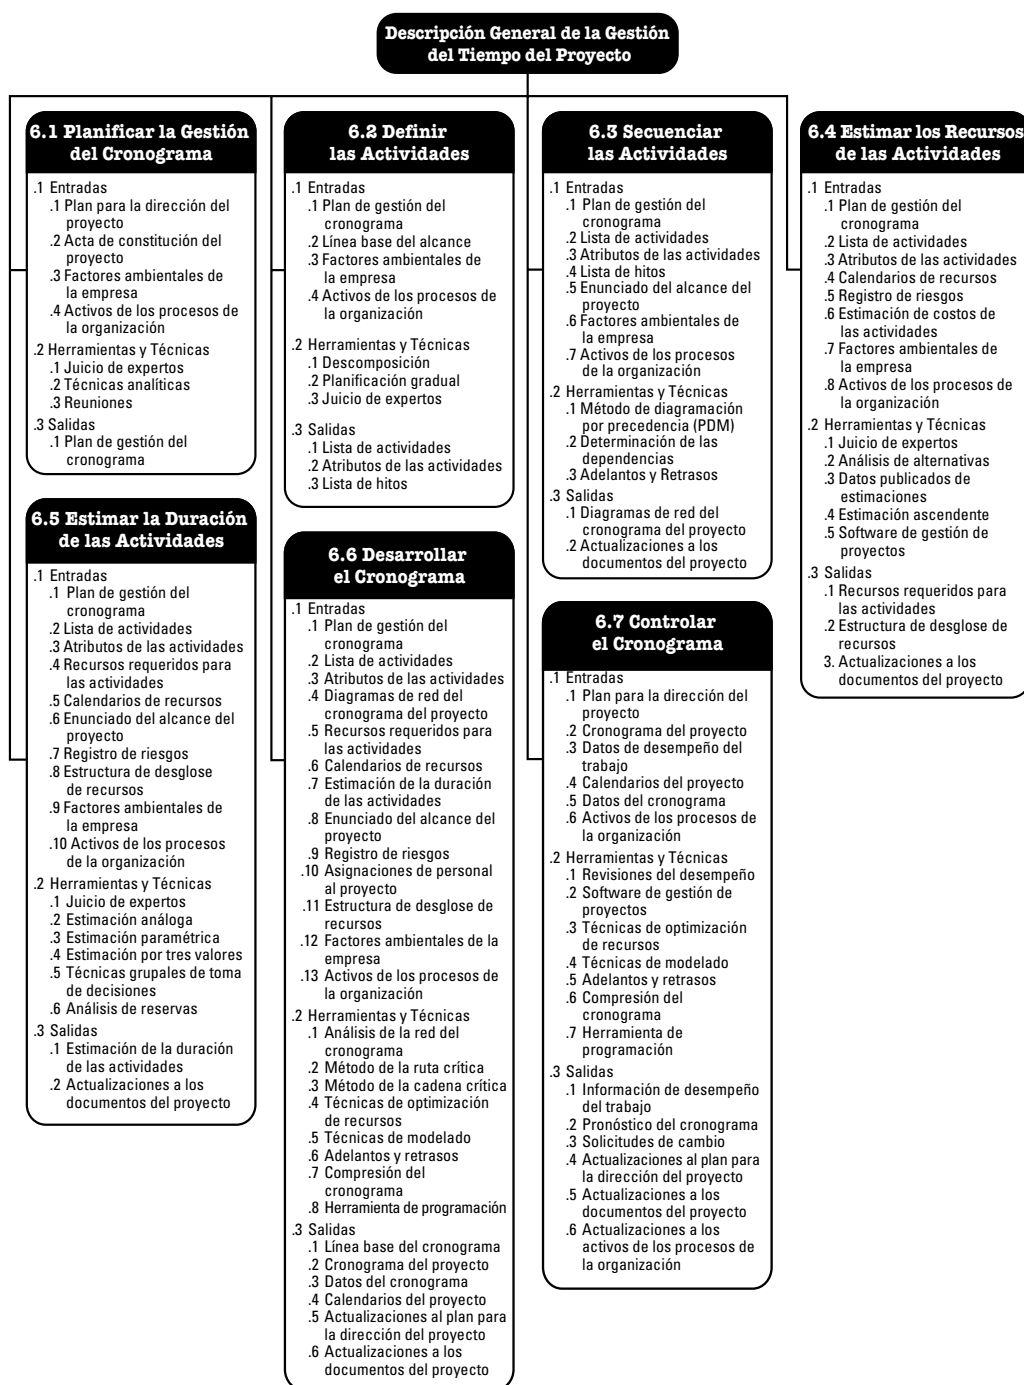 Descripción General de la Gestión
del Tiempo del Proyecto
6.1 Planificar la Gestión
del Cronograma
.1 Entradas
.1 Plan para la dirección del
proyecto
.2 Acta de constitución del
proyecto
.3 Factores ambientales de
la empresa
.4 Activos de los procesos de
la organización
.2 Herramientas y Técnicas
.1 Juicio de expertos
.2 Técnicas analíticas
.3 Reuniones
.3 Salidas
.1 Plan de gestión del
cronograma
6.2 Definir
las Actividades
.1 Entradas
.1 Plan de gestión del
cronograma
.2 Línea base del alcance
.3 Factores ambientales de
la empresa
.4 Activos de los procesos de
la organización
.2 Herramientas y Técnicas
.1 Descomposición
.2 Planificación gradual
.3 Juicio de expertos
.3 Salidas
.1 Lista de actividades
.2 Atributos de las actividades
.3 Lista de hitos
6.3 Secuenciar
las Actividades
.1 Entradas
.1 Plan de gestión del
cronograma
.2 Lista de actividades
.3 Atributos de las actividades
.4 Lista de hitos
.5 Enunciado del alcance del
proyecto
.6 Factores ambientales de
la empresa
.7 Activos de los procesos
de la organización
.2 Herramientas y Técnicas
.1 Método de diagramación
por precedencia (PDM)
.2 Determinación de las
dependencias
.3 Adelantos y Retrasos
.3 Salidas
.1 Diagramas de red del
cronograma del proyecto
.2 Actualizaciones a los
documentos del proyecto
6.4 Estimar los Recursos
de las Actividades
.1 Entradas
.1 Plan de gestión del
cronograma
.2 Lista de actividades
.3 Atributos de las actividades
.4 Calendarios de recursos
.5 Registro de riesgos
.6 Estimación de costos de
las actividades
.7 Factores ambientales de
la empresa
.8 Activos de los procesos de
la organización
.2 Herramientas y Técnicas
.1 Juicio de expertos
.2 Análisis de alternativas
.3 Datos publicados de
estimaciones
.4 Estimación ascendente
.5 Software de gestión de
proyectos
.3 Salidas
.1 Recursos requeridos para
las actividades
.2 Estructura de desglose de
recursos
3. Actualizaciones a los
documentos del proyecto
6.5 Estimar la Duración
de las Actividades
.1 Entradas
.1 Plan de gestión del
cronograma
.2 Lista de actividades
.3 Atributos de las actividades
.4 Recursos requeridos para
las actividades
.5 Calendarios de recursos
.6 Enunciado del alcance del
proyecto
.7 Registro de riesgos
.8 Estructura de desglose
de recursos
.9 Factores ambientales de
la empresa
.10 Activos de los procesos
de la organización
.2 Herramientas y Técnicas
.1 Juicio de expertos
.2 Estimación análoga
.3 Estimación paramétrica
.4 Estimación por tres valores
.5 Técnicas grupales de toma
de decisiones
.6 Análisis de reservas
.3 Salidas
.1 Estimación de la duración
de las actividades
.2 Actualizaciones a los
documentos del proyecto
6.6 Desarrollar
el Cronograma
.1 Entradas
.1 Plan de gestión del
cronograma
.2 Lista de actividades
.3 Atributos de las actividades
.4 Diagramas de red del
cronograma del proyecto
.5 Recursos requeridos para
las actividades
.6 Calendarios de recursos
.7 Estimación de la duración
de las actividades
.8 Enunciado del alcance del
proyecto
.9 Registro de riesgos
.10 Asignaciones de personal
al proyecto
.11 Estructura de desglose de
recursos
.12 Factores ambientales de la
empresa
.13 Activos de los procesos de
la organización
.2 Herramientas y Técnicas
.1 Análisis de la red del
cronograma
.2 Método de la ruta crítica
.3 Método de la cadena crítica
.4 Técnicas de optimización
de recursos
.5 Técnicas de modelado
.6 Adelantos y retrasos
.7 Compresión del
cronograma
.8 Herramienta de programación
.3 Salidas
.1 Línea base del cronograma
.2 Cronograma del proyecto
.3 Datos del cronograma
.4 Calendarios del proyecto
.5 Actualizaciones al plan para
la dirección del proyecto
.6 Actualizaciones a los
documentos del proyecto
6.7 Controlar
el Cronograma
.1 Entradas
.1 Plan para la dirección del
proyecto
.2 Cronograma del proyecto
.3 Datos de desempeño del
trabajo
.4 Calendarios del proyecto
.5 Datos del cronograma
.6 Activos de los procesos de
la organización
.2 Herramientas y Técnicas
.1 Revisiones del desempeño
.2 Software de gestión de
proyectos
.3 Técnicas de optimización
de recursos
.4 Técnicas de modelado
.5 Adelantos y retrasos
.6 Compresión del
cronograma
.7 Herramienta de
programación
.3 Salidas
.1 Información de desempeño
del trabajo
.2 Pronóstico del cronograma
.3 Solicitudes de cambio
.4 Actualizaciones al plan para
la dirección del proyecto
.5 Actualizaciones a los
documentos del proyecto
.6 Actualizaciones a los
activos de los procesos de
la organización